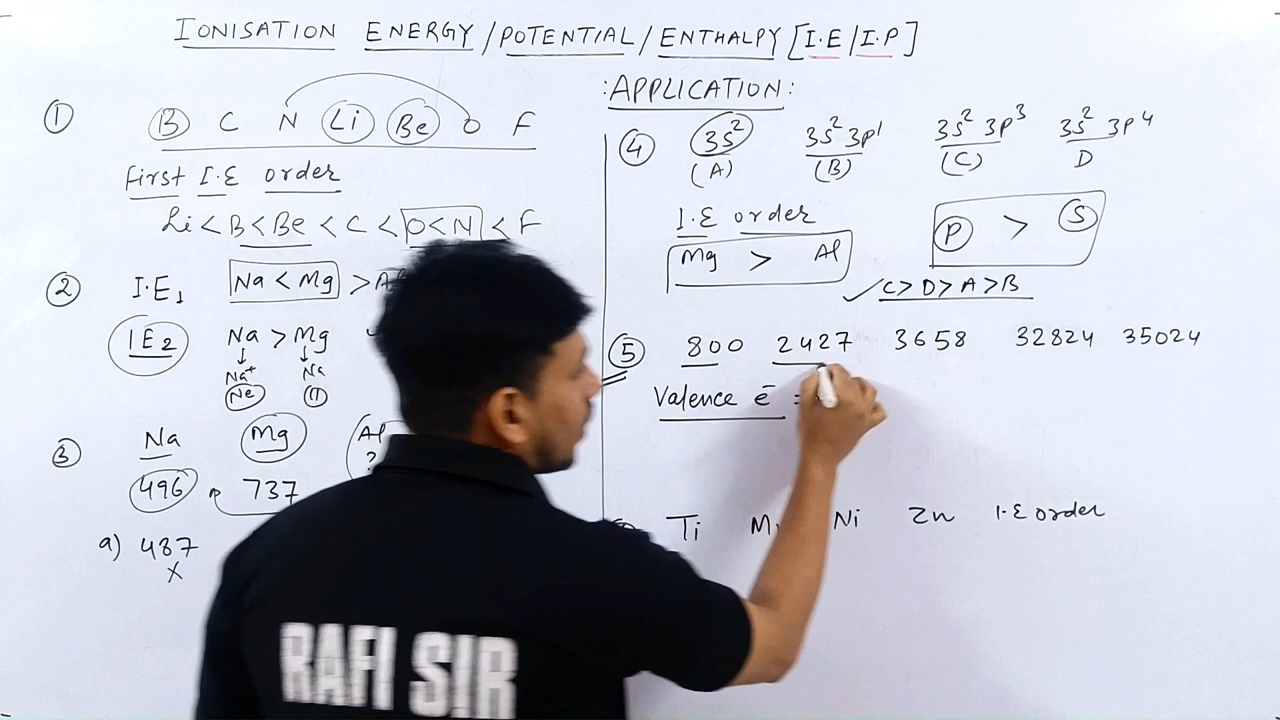 IONISATION ENERGY / POTENTIAL / ENTHALPY [I.E / I.P]
① B C N Li Be O F
First I.E order
Li < B < Be < C < O < N < F
② I.E₁ Na < Mg > Al
IE₂ Na > Mg
Na⁺ Na
Ne
③ Na Mg Al
?
496 737
a) 487
x
:APPLICATION:
④ 3s² 3s² 3p¹ 3s² 3p³ 3s² 3p⁴
(A) (B) (C) D
I.E order
Mg > Al
P > S
✓ C > D > A > B
⑤ 800 2427 3658 32824 35024
Valence e⁻ =
Ti Ni Zn I.E order
RAFI SIR